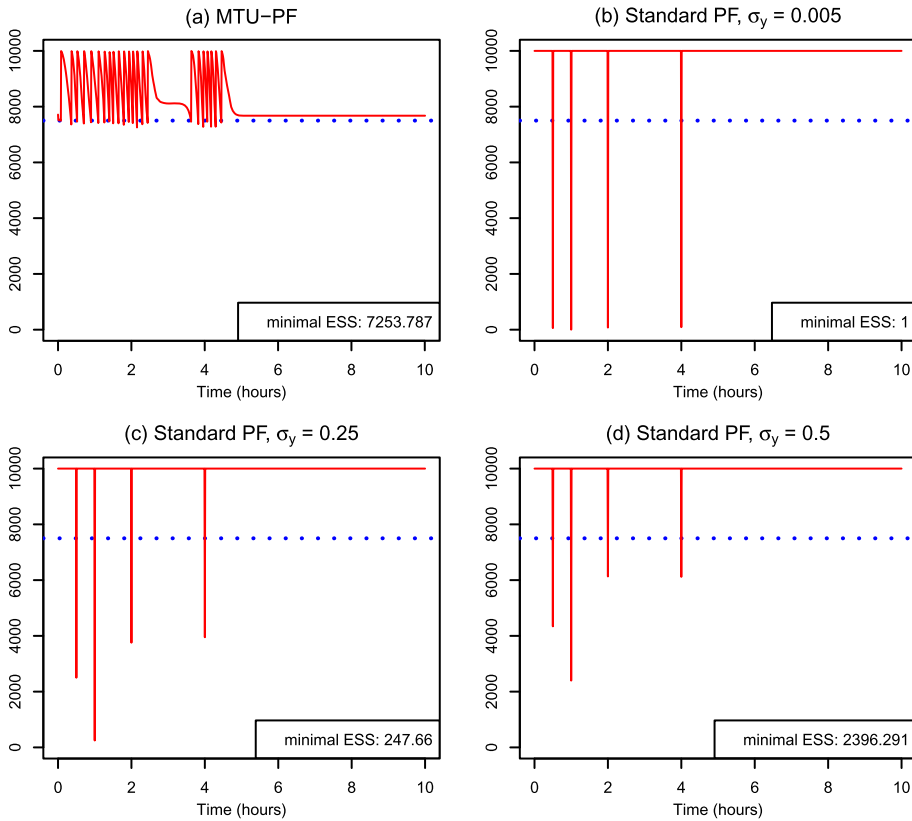 (a) MTU−PF
10000
8000
6000
4000
2000
0
minimal ESS: 7253.787
0 2 4 6 8 10
Time (hours)
(b) Standard PF, σy = 0.005
10000
8000
6000
4000
2000
0
minimal ESS: 1
0 2 4 6 8 10
Time (hours)
(c) Standard PF, σy = 0.25
10000
8000
6000
4000
2000
0
minimal ESS: 247.66
0 2 4 6 8 10
Time (hours)
(d) Standard PF, σy = 0.5
10000
8000
6000
4000
2000
0
minimal ESS: 2396.291
0 2 4 6 8 10
Time (hours)